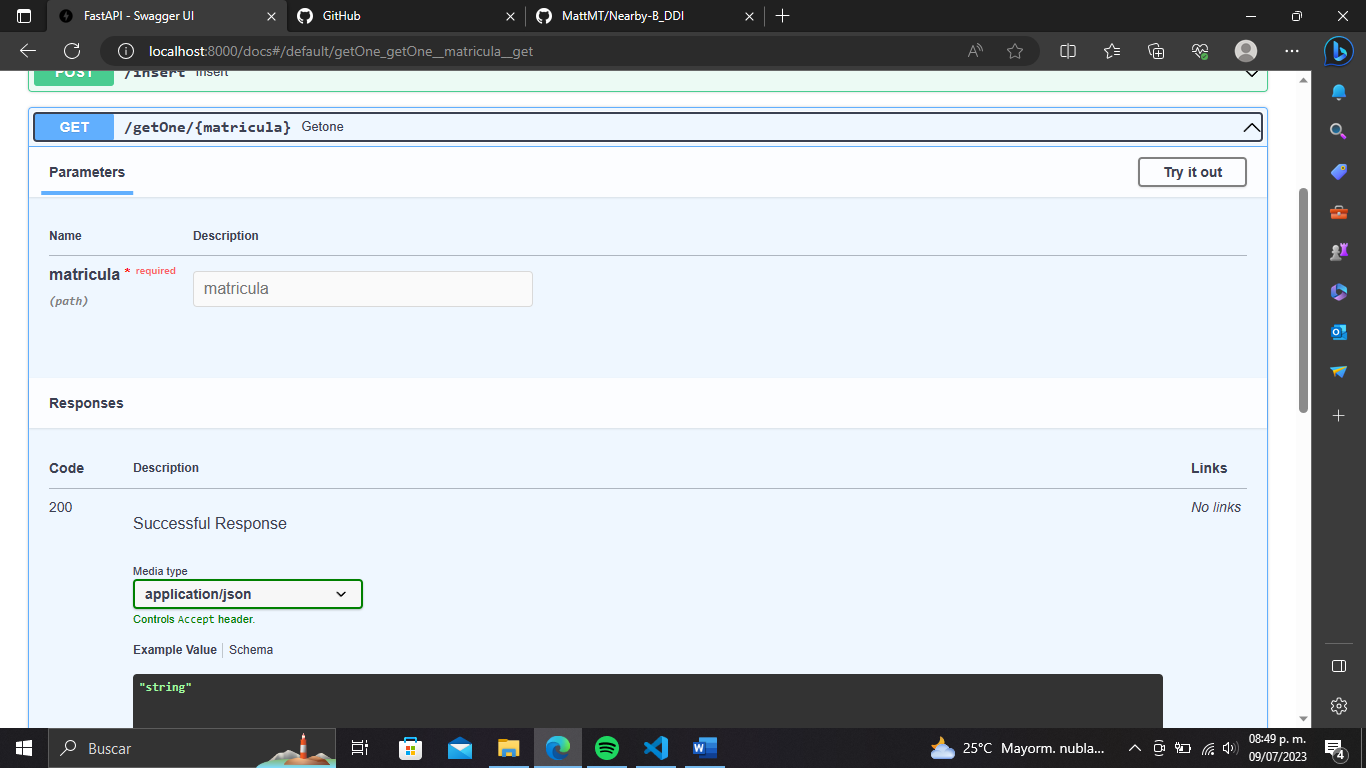 FastAPI - Swagger UI
GitHub
MattMT/Nearby-B_DDI
localhost:8000/docs#/default/getOne_getOne__matricula__get
POST /insert Insert
GET /getOne/{matricula} Getone
Parameters
Try it out
Name Description
matricula * required
(path)
matricula
Responses
Code Description Links
200 No links
Successful Response
Media type
application/json
Controls Accept header.
Example Value Schema
"string"
Buscar
25°C Mayorm. nubla...
08:49 p. m.
09/07/2023
4